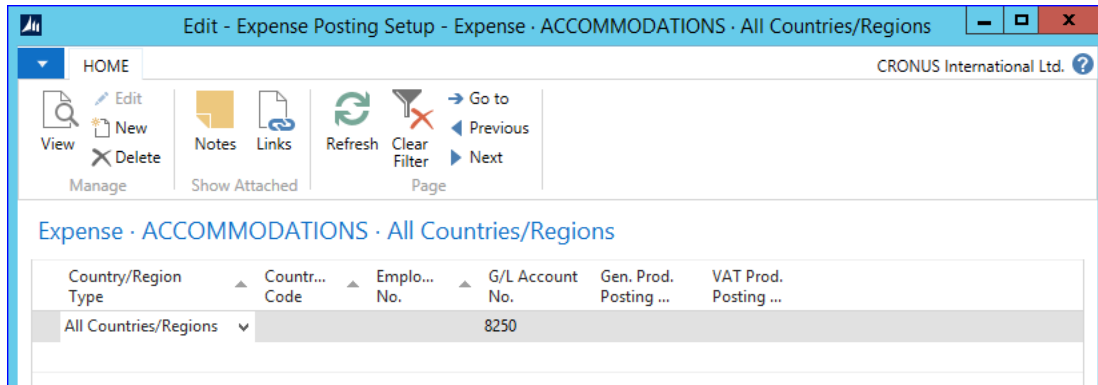 Edit - Expense Posting Setup - Expense · ACCOMMODATIONS · All Countries/Regions
HOME
CRONUS International Ltd.
View
Edit
New
Delete
Manage
Notes
Links
Show Attached
Refresh
Clear
Filter
Go to
Previous
Next
Page
Expense · ACCOMMODATIONS · All Countries/Regions
Country/Region
Type
Countr...
Code
Emplo...
No.
G/L Account
No.
Gen. Prod.
Posting ...
VAT Prod.
Posting ...
All Countries/Regions
8250